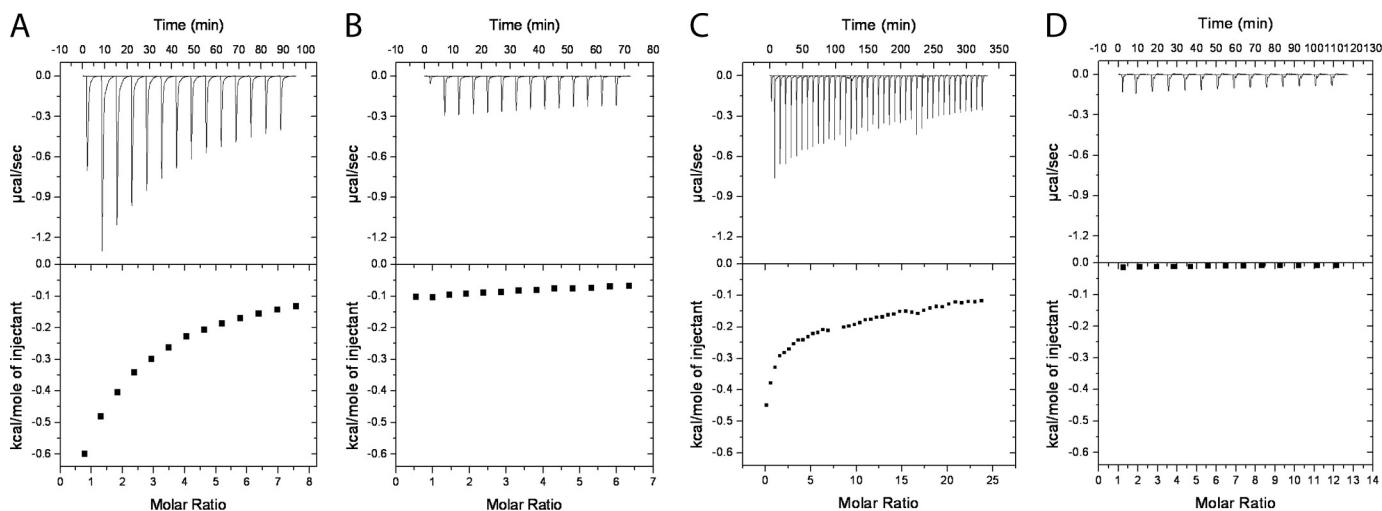 A
Time (min)
-10 0 10 20 30 40 50 60 70 80 90 100
0.0
-0.3
-0.6
-0.9
-1.2
µcal/sec
0.0
-0.1
-0.2
-0.3
-0.4
-0.5
-0.6
kcal/mole of injectant
0 1 2 3 4 5 6 7 8
Molar Ratio
B
Time (min)
-10 0 10 20 30 40 50 60 70 80
0.0
-0.3
-0.6
-0.9
-1.2
µcal/sec
0.0
-0.1
-0.2
-0.3
-0.4
-0.5
-0.6
kcal/mole of injectant
0 1 2 3 4 5 6 7
Molar Ratio
C
Time (min)
0 50 100 150 200 250 300 350
0.0
-0.3
-0.6
-0.9
-1.2
µcal/sec
0.0
-0.1
-0.2
-0.3
-0.4
-0.5
-0.6
kcal/mole of injectant
0 5 10 15 20 25
Molar Ratio
D
Time (min)
-10 0 10 20 30 40 50 60 70 80 90 100 110 120 130
0.0
-0.3
-0.6
-0.9
-1.2
µcal/sec
0.0
-0.1
-0.2
-0.3
-0.4
-0.5
-0.6
kcal/mole of injectant
0 1 2 3 4 5 6 7 8 9 10 11 12 13 14
Molar Ratio